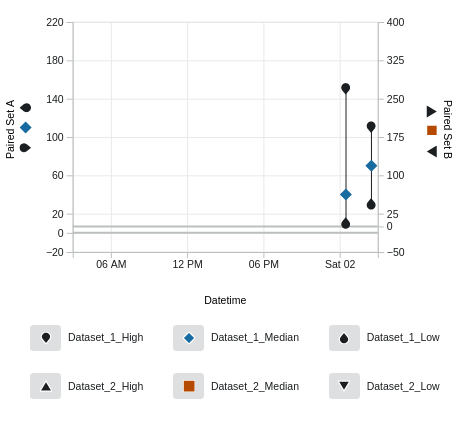 220 400
180 325
140 250
100 175
60 100
20 25
0 0
−20 −50
Paired Set A
Paired Set B
06 AM 12 PM 06 PM Sat 02
Datetime
Dataset_1_High Dataset_1_Median Dataset_1_Low
Dataset_2_High Dataset_2_Median Dataset_2_Low